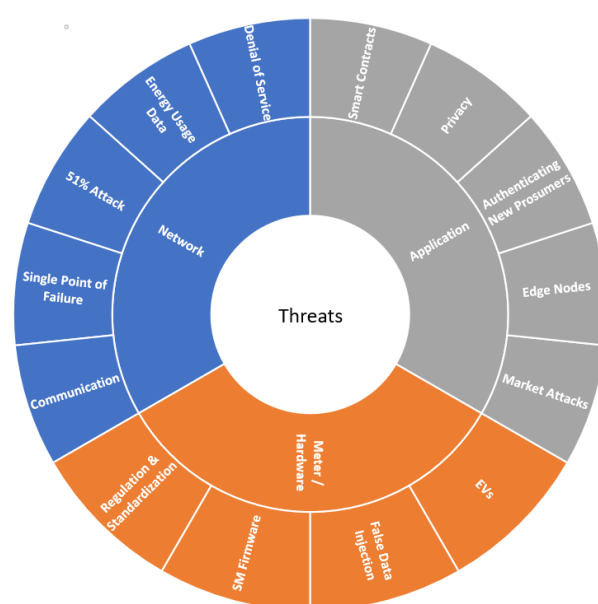 Threats
Application
Smart Contracts
Privacy
Authenticating
New Prosumers
Edge Nodes
Market Attacks
Meter /
Hardware
EVs
False Data
Injection
SM Firmware
Regulation &
Standardization
Network
Communication
Single Point of
Failure
51% Attack
Energy Usage
Data
Denial of Service